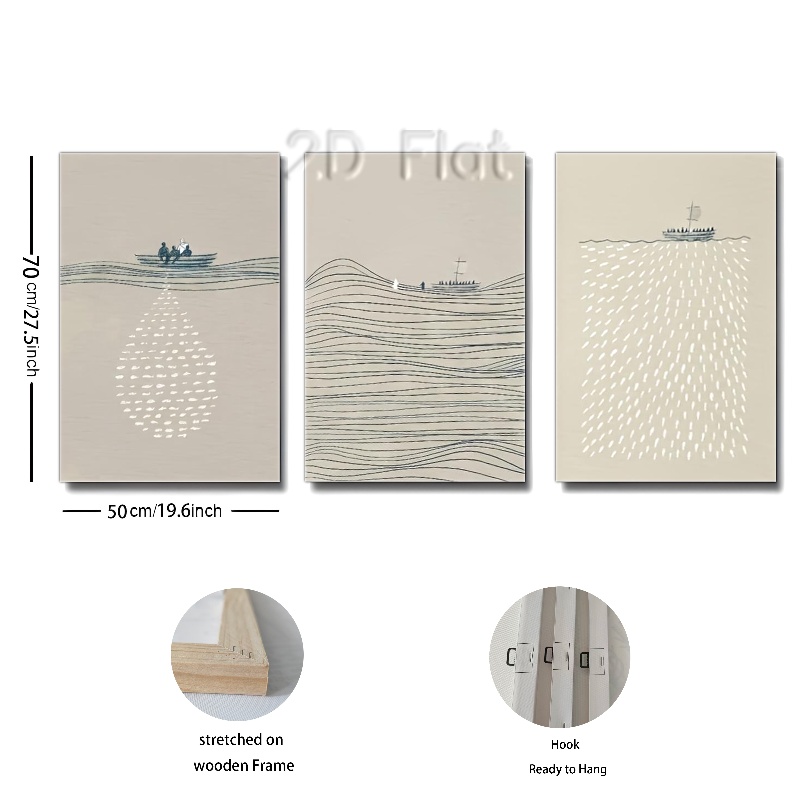 2D Flat
70 cm/27.5inch
50cm/19.6inch
stretched on
wooden Frame
Hook
Ready to Hang